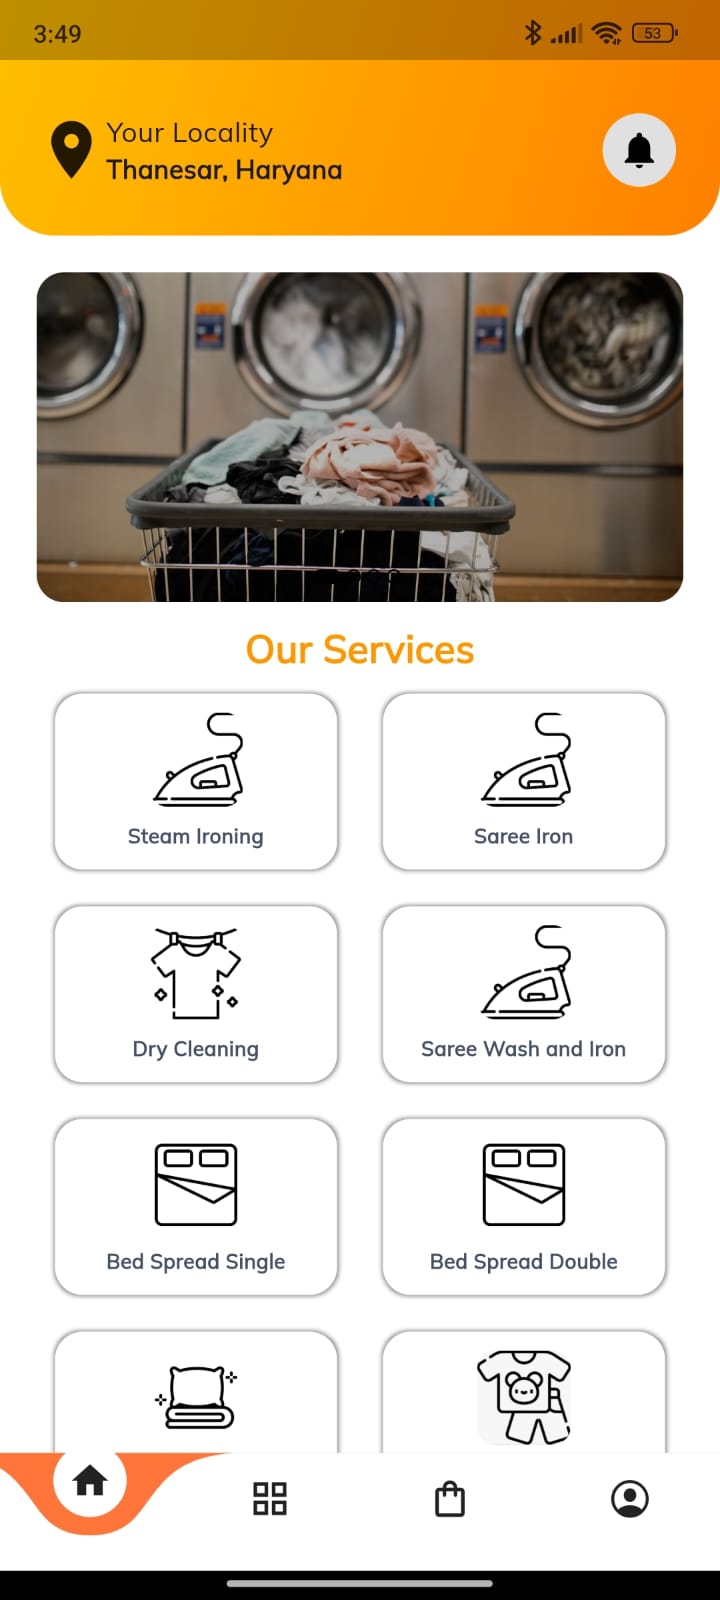 3:49
53
Your Locality
Thanesar, Haryana
Our Services
Steam Ironing
Saree Iron
Dry Cleaning
Saree Wash and Iron
Bed Spread Single
Bed Spread Double